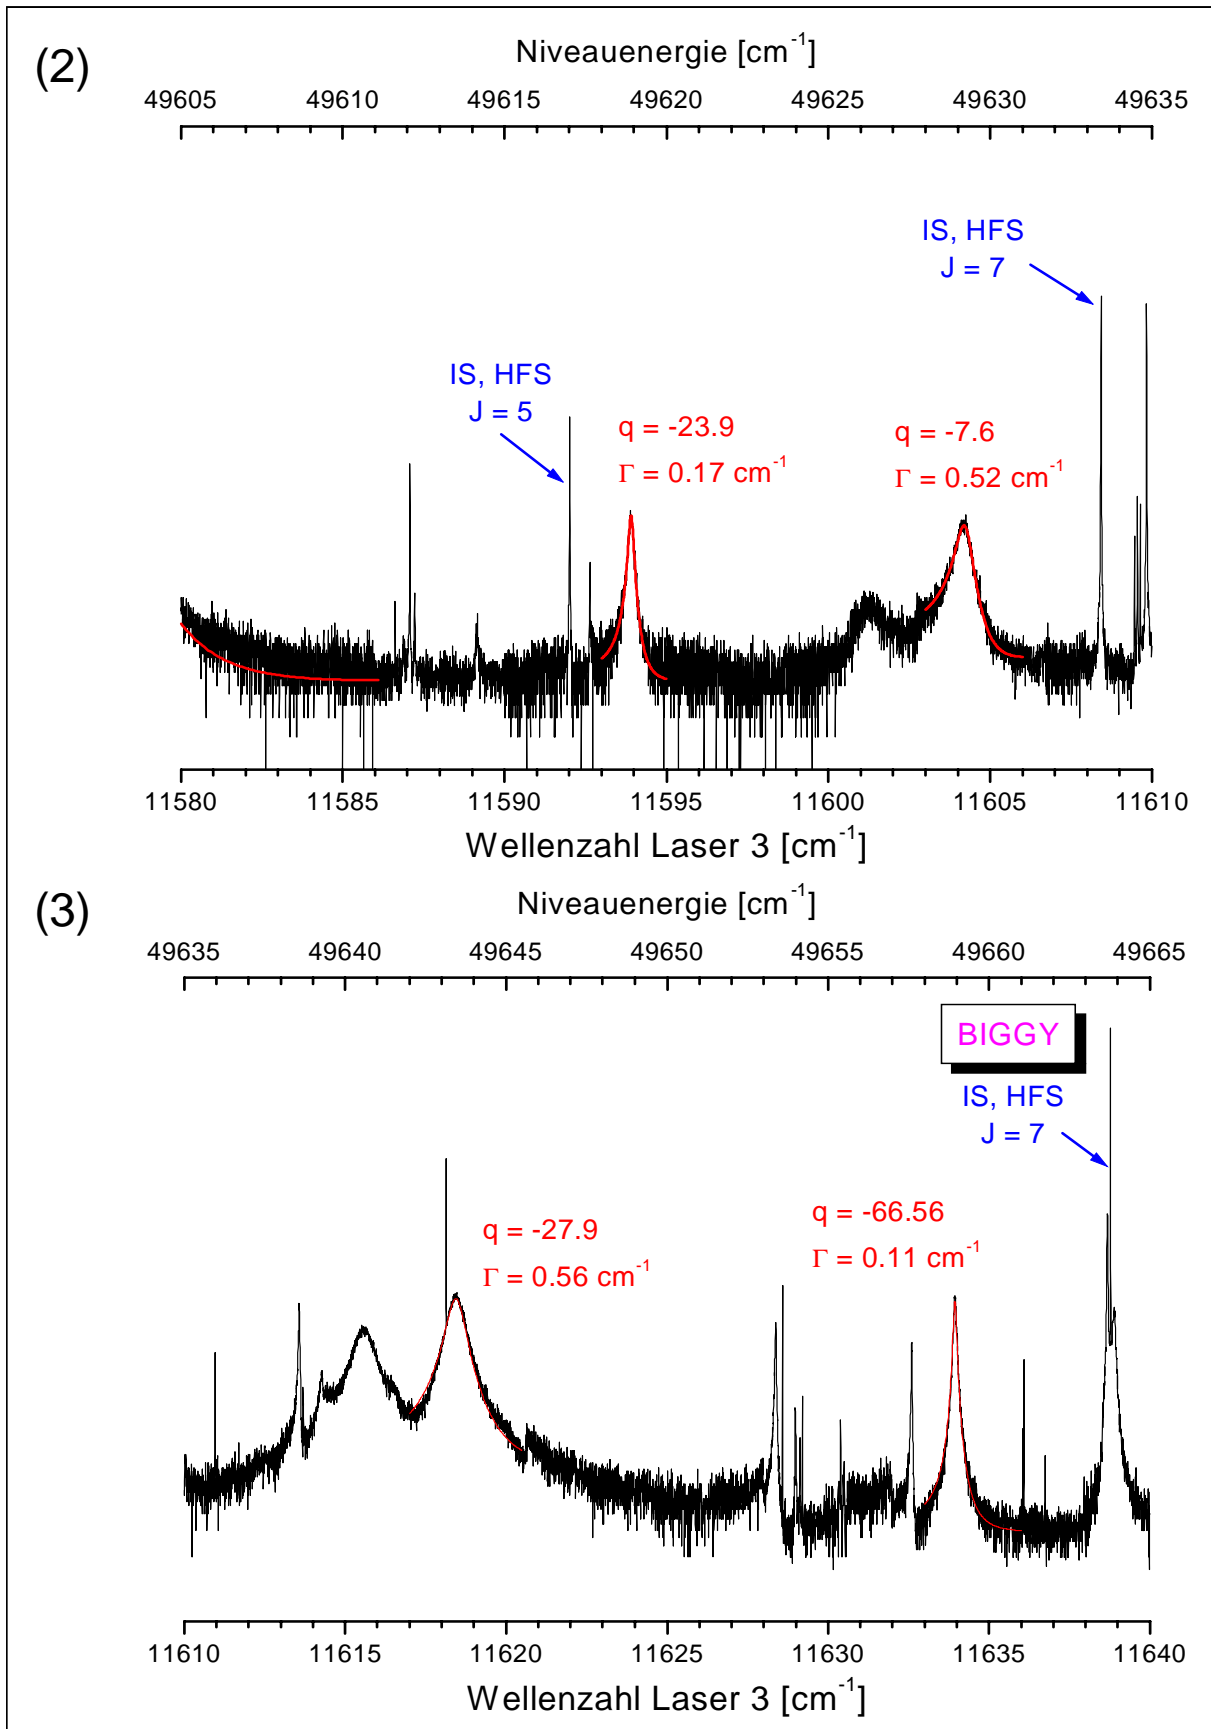 (2)
Niveauenergie [cm⁻¹]
49605 49610 49615 49620 49625 49630 49635
IS, HFS
J = 7
IS, HFS
J = 5
q = -23.9
Γ = 0.17 cm⁻¹
q = -7.6
Γ = 0.52 cm⁻¹
11580 11585 11590 11595 11600 11605 11610
Wellenzahl Laser 3 [cm⁻¹]
(3)
Niveauenergie [cm⁻¹]
49635 49640 49645 49650 49655 49660 49665
BIGGY
IS, HFS
J = 7
q = -27.9
Γ = 0.56 cm⁻¹
q = -66.56
Γ = 0.11 cm⁻¹
11610 11615 11620 11625 11630 11635 11640
Wellenzahl Laser 3 [cm⁻¹]